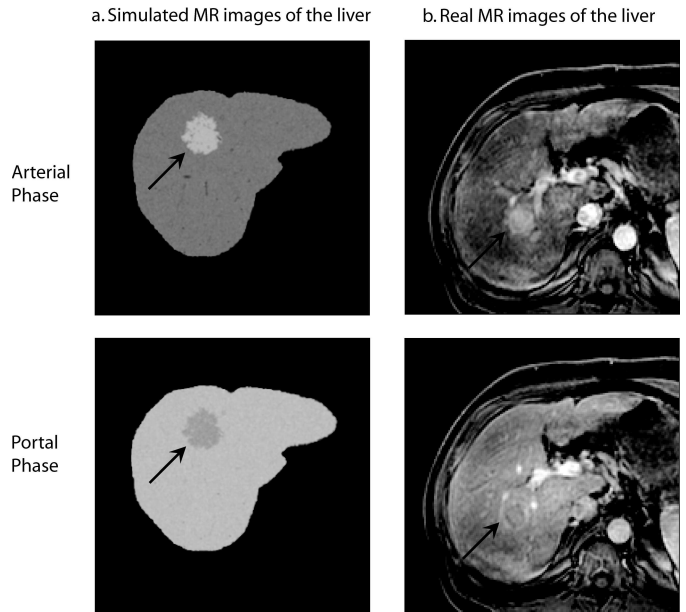 a. Simulated MR images of the liver
b. Real MR images of the liver
Arterial
Phase
Portal
Phase